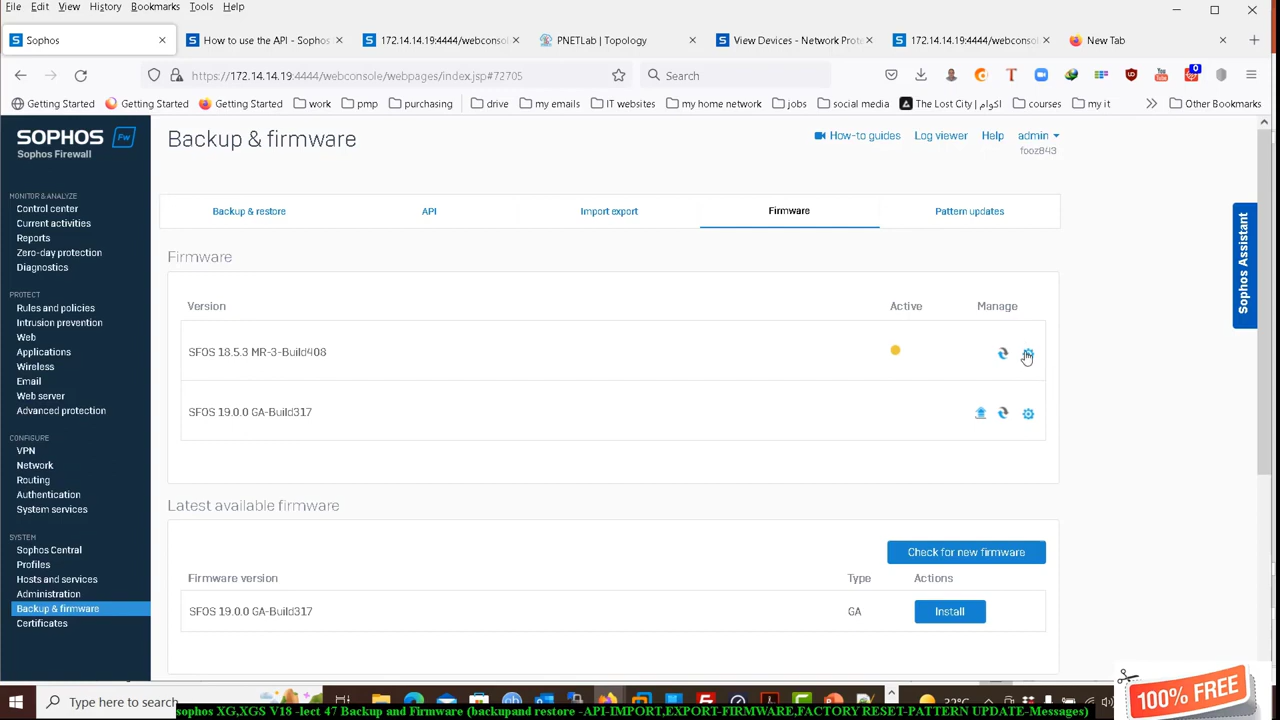 File Edit View History Bookmarks Tools Help
Sophos
How to use the API - Sophos
172.14.14.19:4444/webconsol
PNETLab | Topology
View Devices - Network Prote
172.14.14.19:4444/webconsol
New Tab
https://172.14.14.19:4444/webconsole/webpages/index.jsp#42705
Search
0
Getting Started
Getting Started
Getting Started
work
pmp
purchasing
drive
my emails
IT websites
my home network
jobs
social media
The Lost City | اكوام
courses
my it
Other Bookmarks
SOPHOS Fw
Sophos Firewall
Backup & firmware
How-to guides
Log viewer
Help
admin
fooz843
MONITOR & ANALYZE
Control center
Current activities
Reports
Zero-day protection
Diagnostics
PROTECT
Rules and policies
Intrusion prevention
Web
Applications
Wireless
Email
Web server
Advanced protection
CONFIGURE
VPN
Network
Routing
Authentication
System services
SYSTEM
Sophos Central
Profiles
Hosts and services
Administration
Backup & firmware
Certificates
Backup & restore
API
Import export
Firmware
Pattern updates
Firmware
Version Active Manage
SFOS 18.5.3 MR-3-Build408
SFOS 19.0.0 GA-Build317
Latest available firmware
Check for new firmware
Firmware version Type Actions
SFOS 19.0.0 GA-Build317 GA Install
Sophos Assistant
Type here to search
sophos XG,XGS V18 -lect 47 Backup and Firmware (backupand restore -API-IMPORT,EXPORT-FIRMWARE,FACTORY RESET-PATTERN UPDATE-Messages)
100% FREE